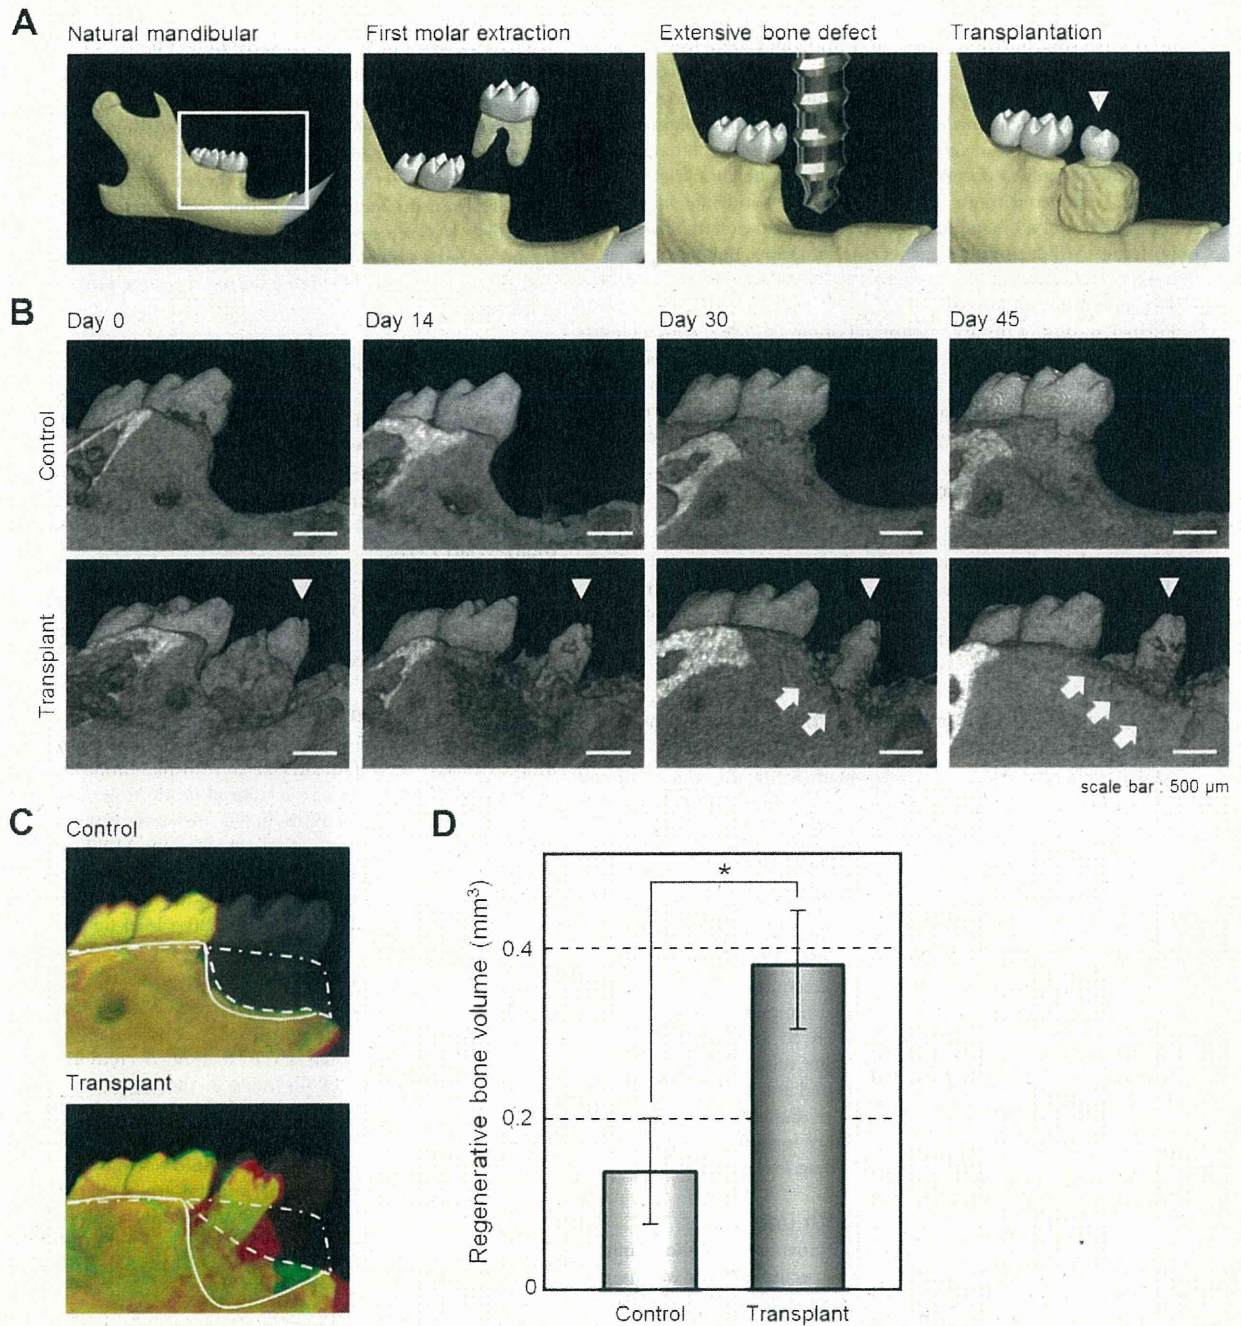 A
Natural mandibular
First molar extraction
Extensive bone defect
Transplantation
B
Day 0
Day 14
Day 30
Day 45
Control
Transplant
scale bar : 500 µm
C
Control
Transplant
D
Regenerative bone volume (mm³)
*
0.4
0.2
0
Control
Transplant